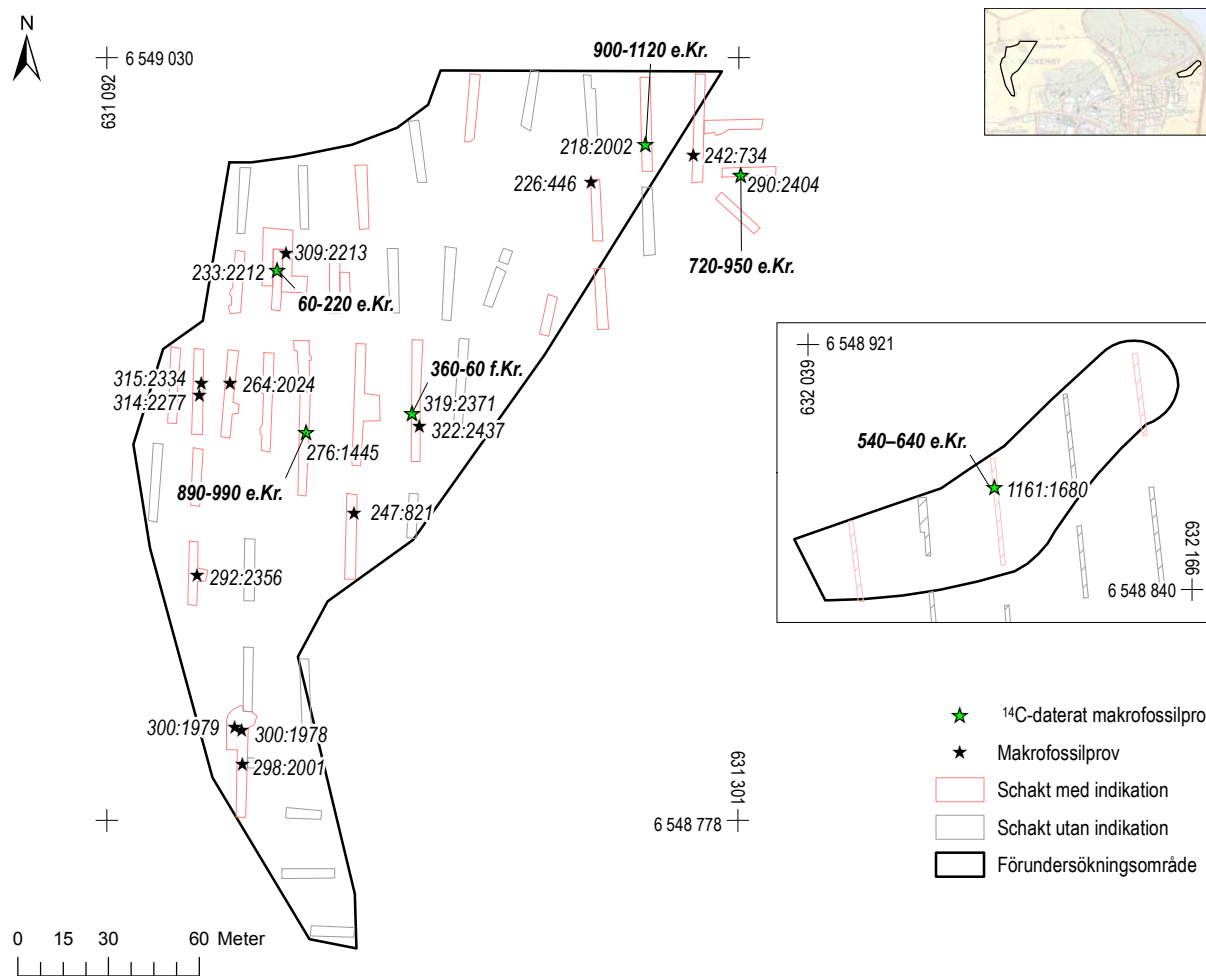 N
6 549 030
631 092
900-1120 e.Kr.
218:2002
242:734
290:2404
226:446
720-950 e.Kr.
309:2213
233:2212
60-220 e.Kr.
6 548 921
632 039
360-60 f.Kr.
315:2334
264:2024
319:2371
314:2277
322:2437
276:1445
890-990 e.Kr.
540–640 e.Kr.
1161:1680
247:821
632 166
6 548 840
292:2356
300:1979
300:1978
298:2001
631 301
6 548 778
14C-daterat makrofossilpro
Makrofossilprov
Schakt med indikation
Schakt utan indikation
Förundersökningsområde
0 15 30 60 Meter